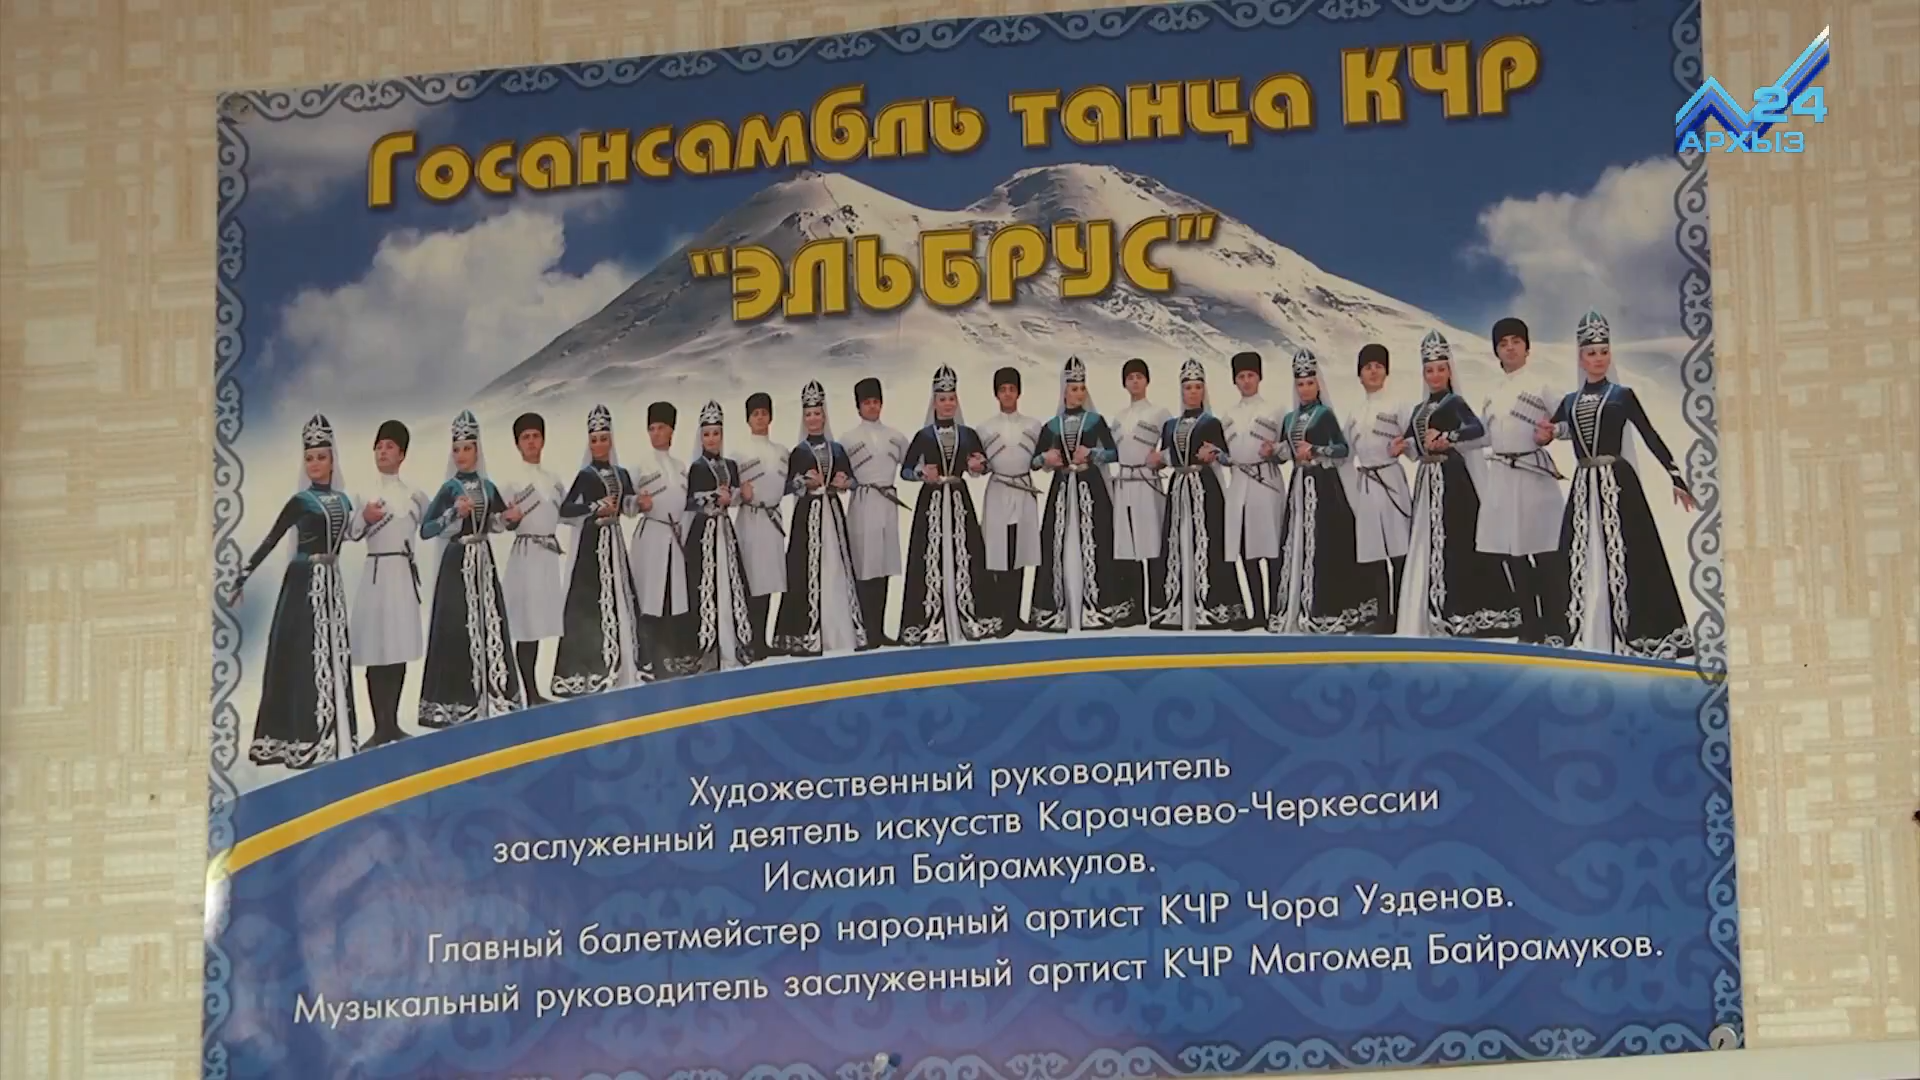 Госансамбль танца КЧР
"ЭЛЬБРУС"
24
АРХЫЗ
Художественный руководитель
заслуженный деятель искусств Карачаево-Черкессии
Исмаил Байрамкулов.
Главный балетмейстер народный артист КЧР Чора Узденов.
Музыкальный руководитель заслуженный артист КЧР Магомед Байрамуков.